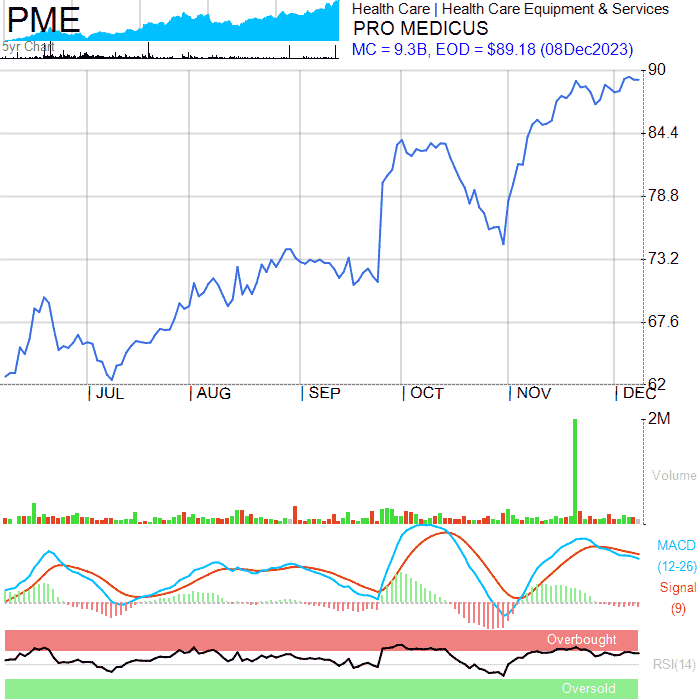 PME
5yr Chart
Health Care | Health Care Equipment & Services
PRO MEDICUS
MC = 9.3B, EOD = $89.18 (08Dec2023)
90
84.4
78.8
73.2
67.6
62
| JUL | AUG | SEP | OCT | NOV | DEC
2M
Volume
MACD
(12-26)
Signal
(9)
Overbought
RSI(14)
Oversold